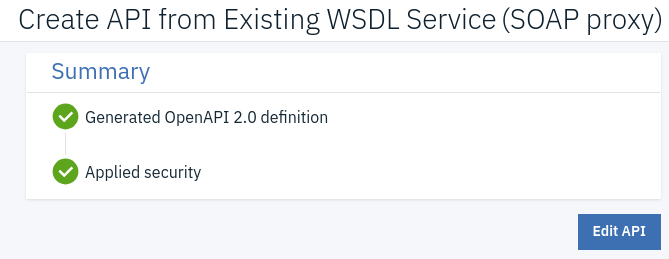 Create API from Existing WSDL Service (SOAP proxy)
Summary
Generated OpenAPI 2.0 definition
Applied security
Edit API